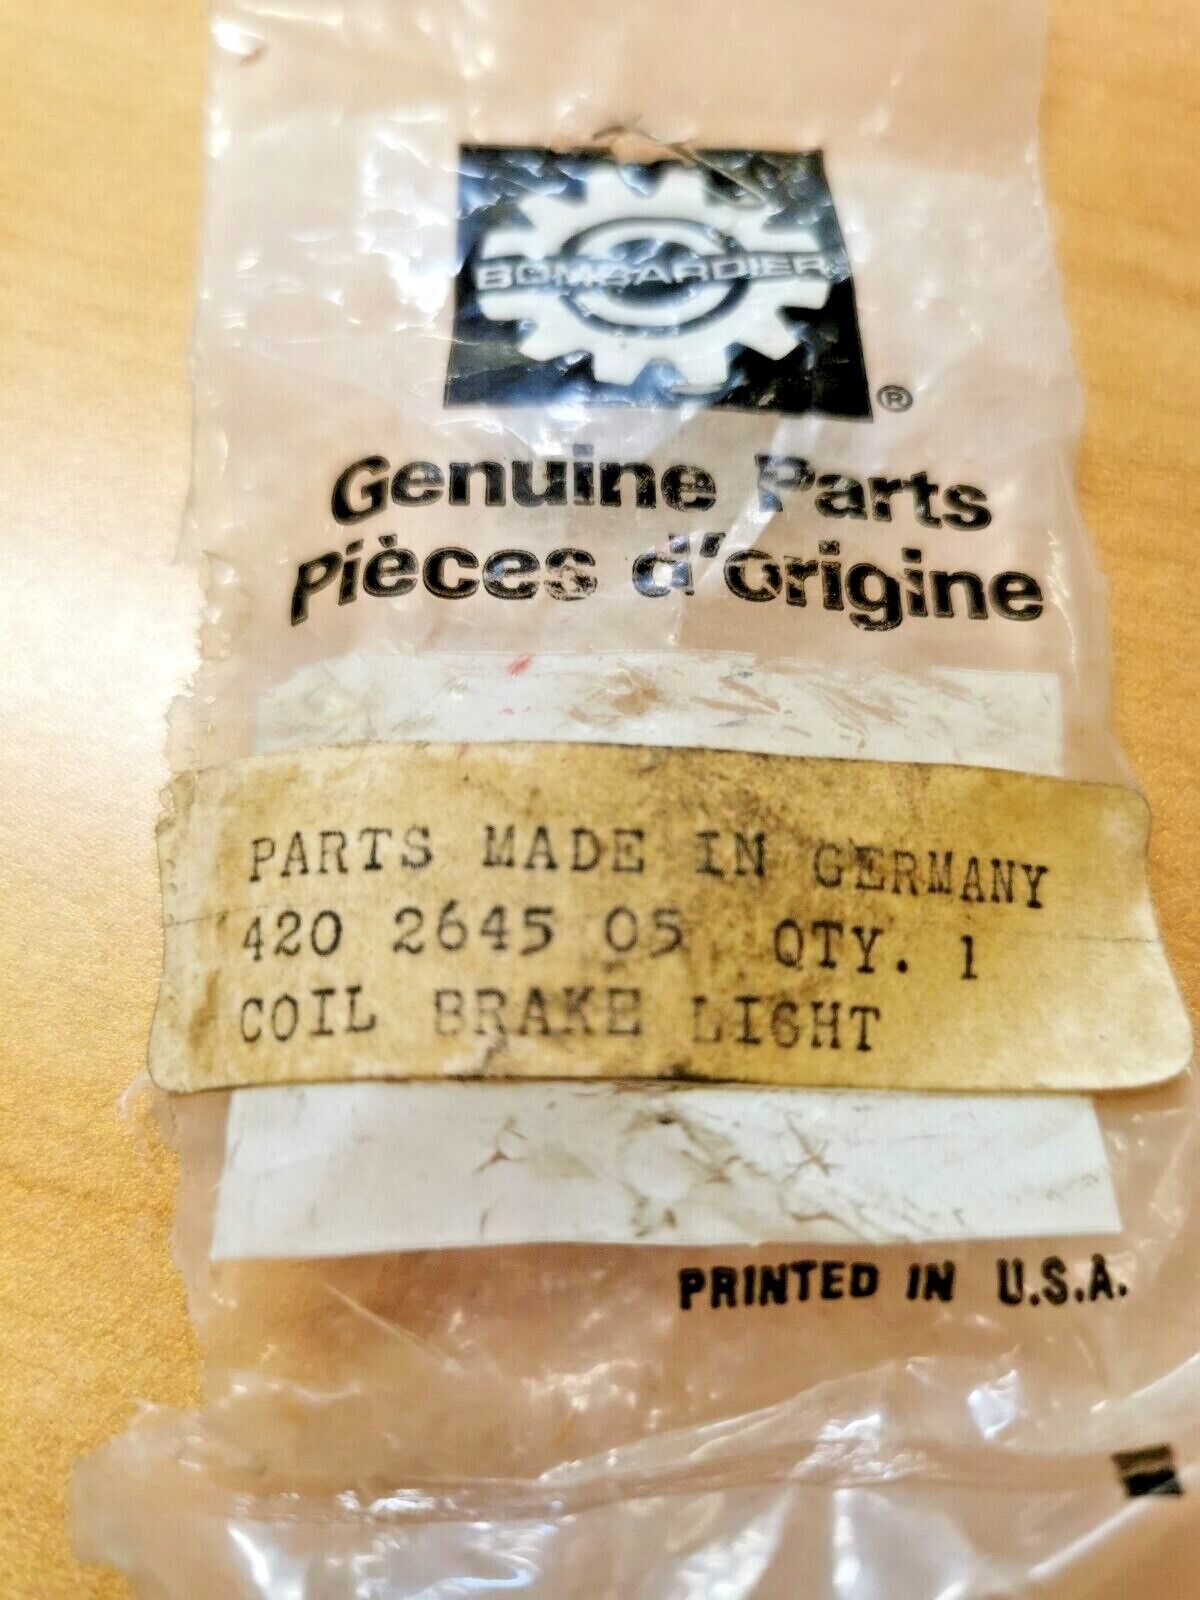 BOMBARDIER
®
Genuine Parts
Pièces d'origine
PARTS MADE IN GERMANY
420 2645 05 QTY. 1
COIL BRAKE LIGHT
PRINTED IN U.S.A.